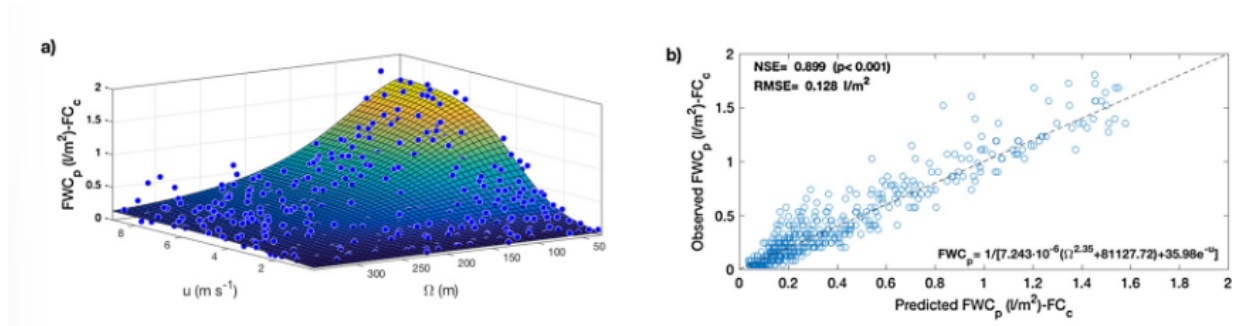 a)
FWC_p (l/m²)-FC_c
2
1.5
1
0.5
0
8
6
4
2
u (m s⁻¹)
300
250
200
150
100
50
Ω (m)
b)
NSE= 0.899 (p< 0.001)
RMSE= 0.128 l/m²
Observed FWC_p (l/m²)-FC_c
2
1.5
1
0.5
0
FWC_p= 1/[7.243·10⁻⁶(Ω^2.35+81127.72)+35.98e^-u]
0 0.2 0.4 0.6 0.8 1 1.2 1.4 1.6 1.8 2
Predicted FWC_p (l/m²)-FC_c